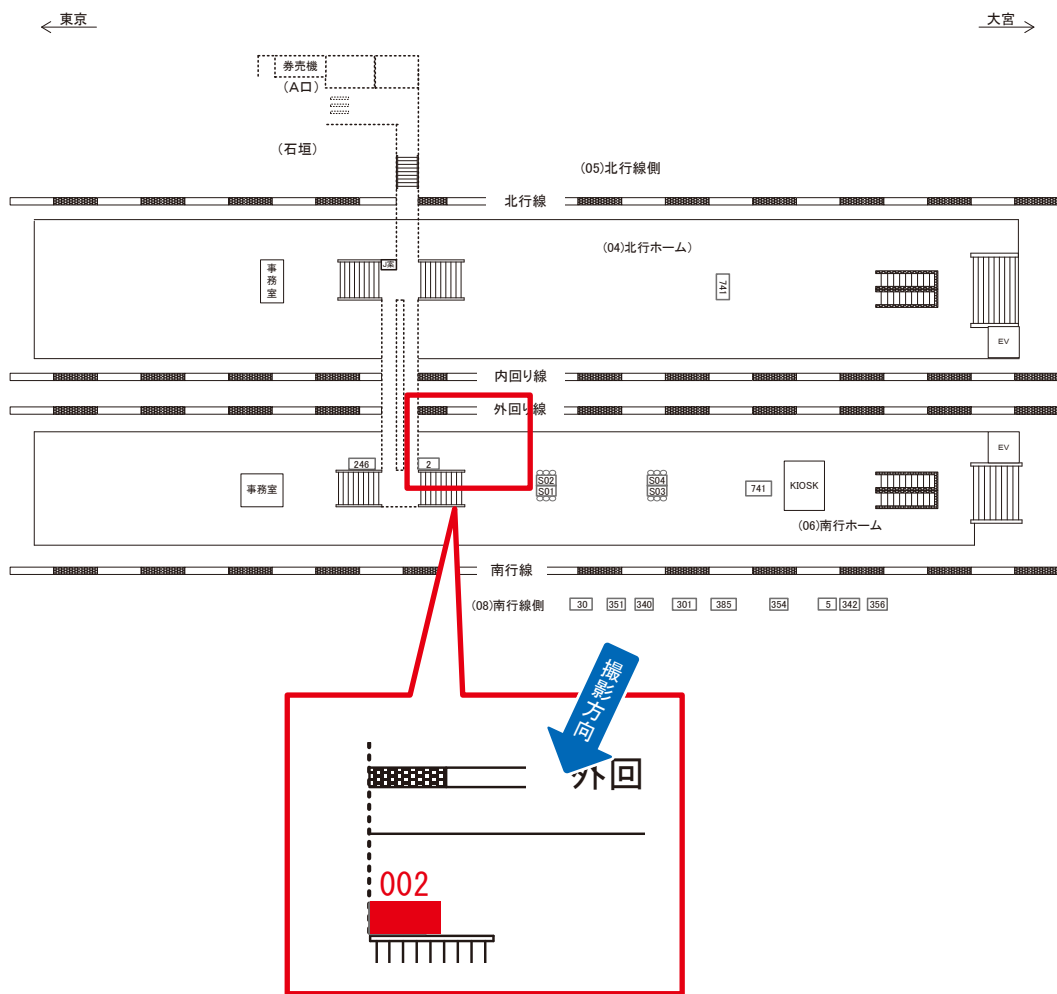 東京
大宮
券売機
(A口)
(石垣)
(05)北行線側
北行線
(04)北行ホーム)
事務室
J薬
741
EV
内回り線
外回り線
EV
246
2
事務室
S02
S01
S04
S03
741
KIOSK
(06)南行ホーム
南行線
(08)南行線側
30
351
340
301
385
354
5
342
356
撮影方向
外回
002